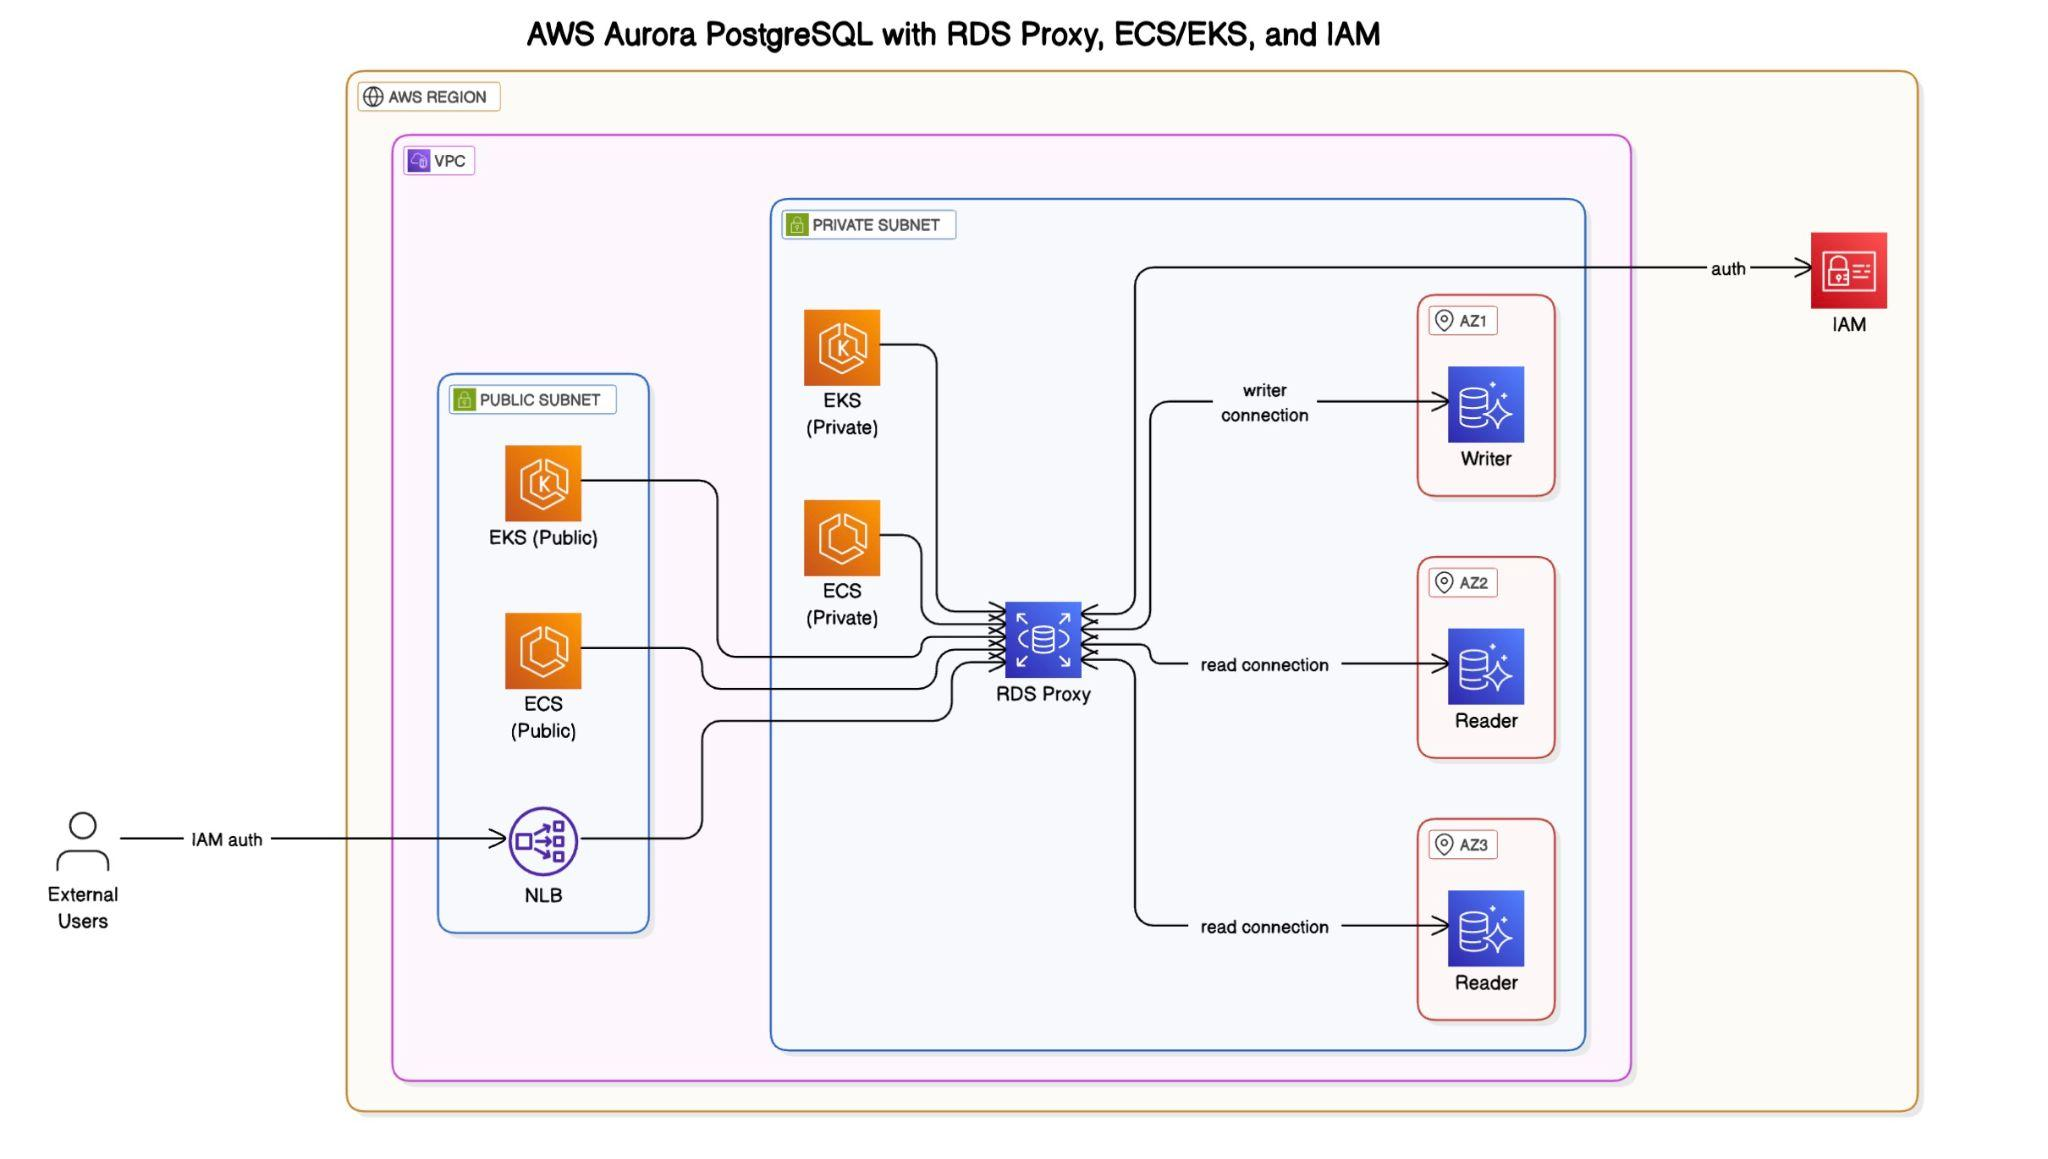 AWS Aurora PostgreSQL with RDS Proxy, ECS/EKS, and IAM
AWS REGION
VPC
PRIVATE SUBNET
auth
IAM
AZ1
EKS
(Private)
writer
connection
Writer
PUBLIC SUBNET
EKS (Public)
ECS
(Private)
AZ2
RDS Proxy
read connection
Reader
ECS
(Public)
External
Users
IAM auth
NLB
AZ3
read connection
Reader